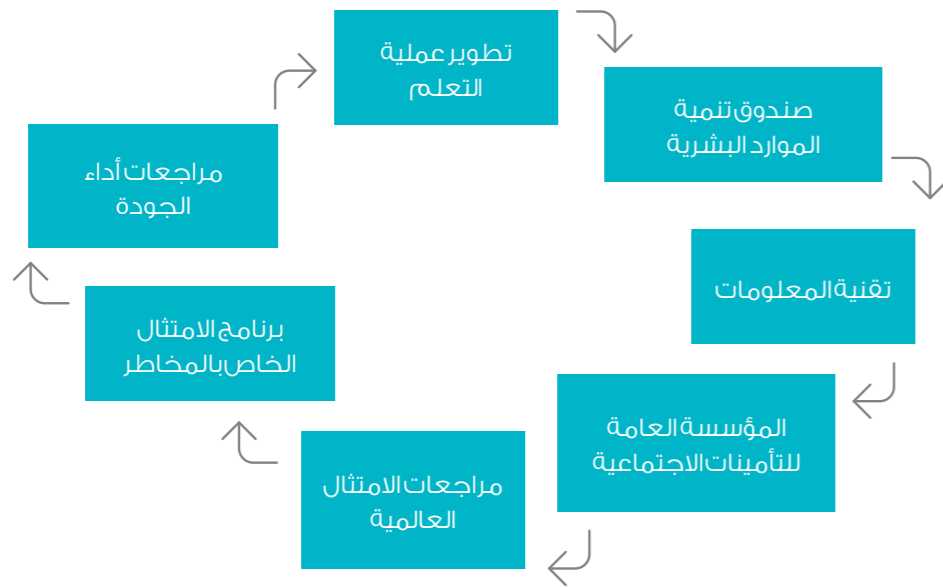 تطوير عملية
التعلم
صندوق تنمية
الموارد البشرية
تقنية المعلومات
المؤسسة العامة
للتأمينات الاجتماعية
مراجعات الامتثال
العالمية
برنامج الامتثال
الخاص بالمخاطر
مراجعات أداء
الجودة